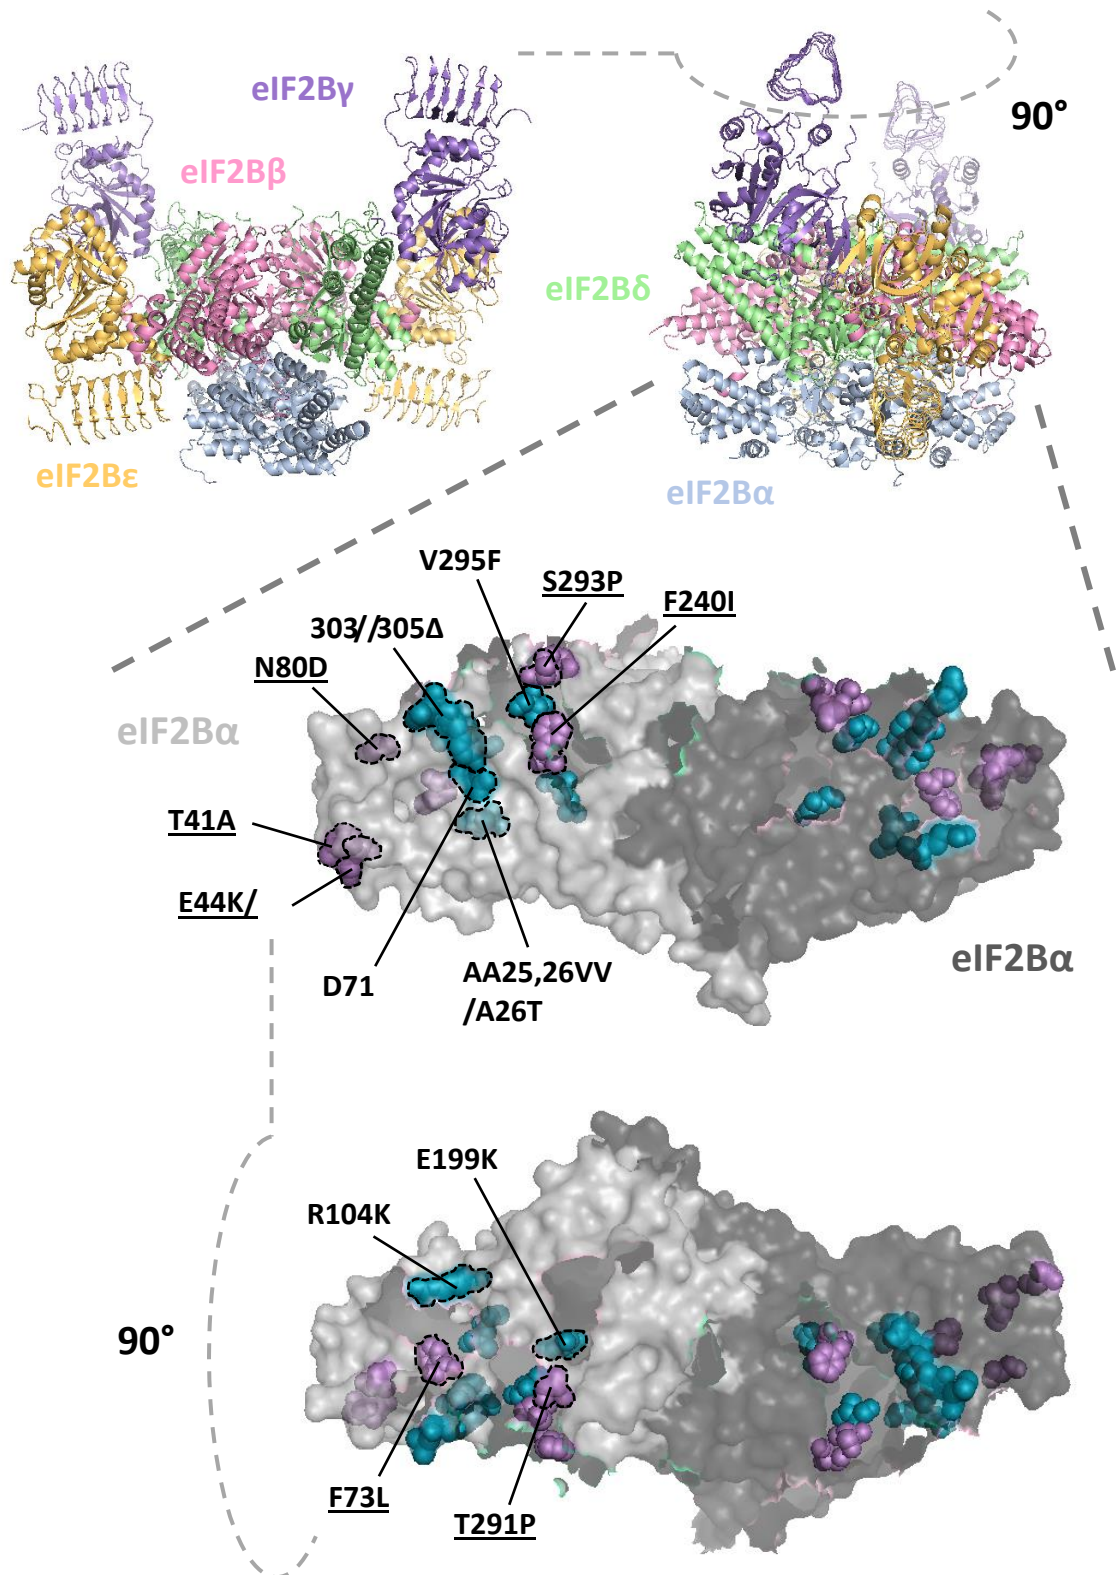 eIF2Bγ
90°
eIF2Bβ
eIF2Bδ
eIF2Bε
eIF2Bα
V295F
S293P
F240I
303//305Δ
N80D
eIF2Bα
T41A
E44K/
D71
AA25,26VV
/A26T
eIF2Bα
E199K
R104K
90°
F73L
T291P